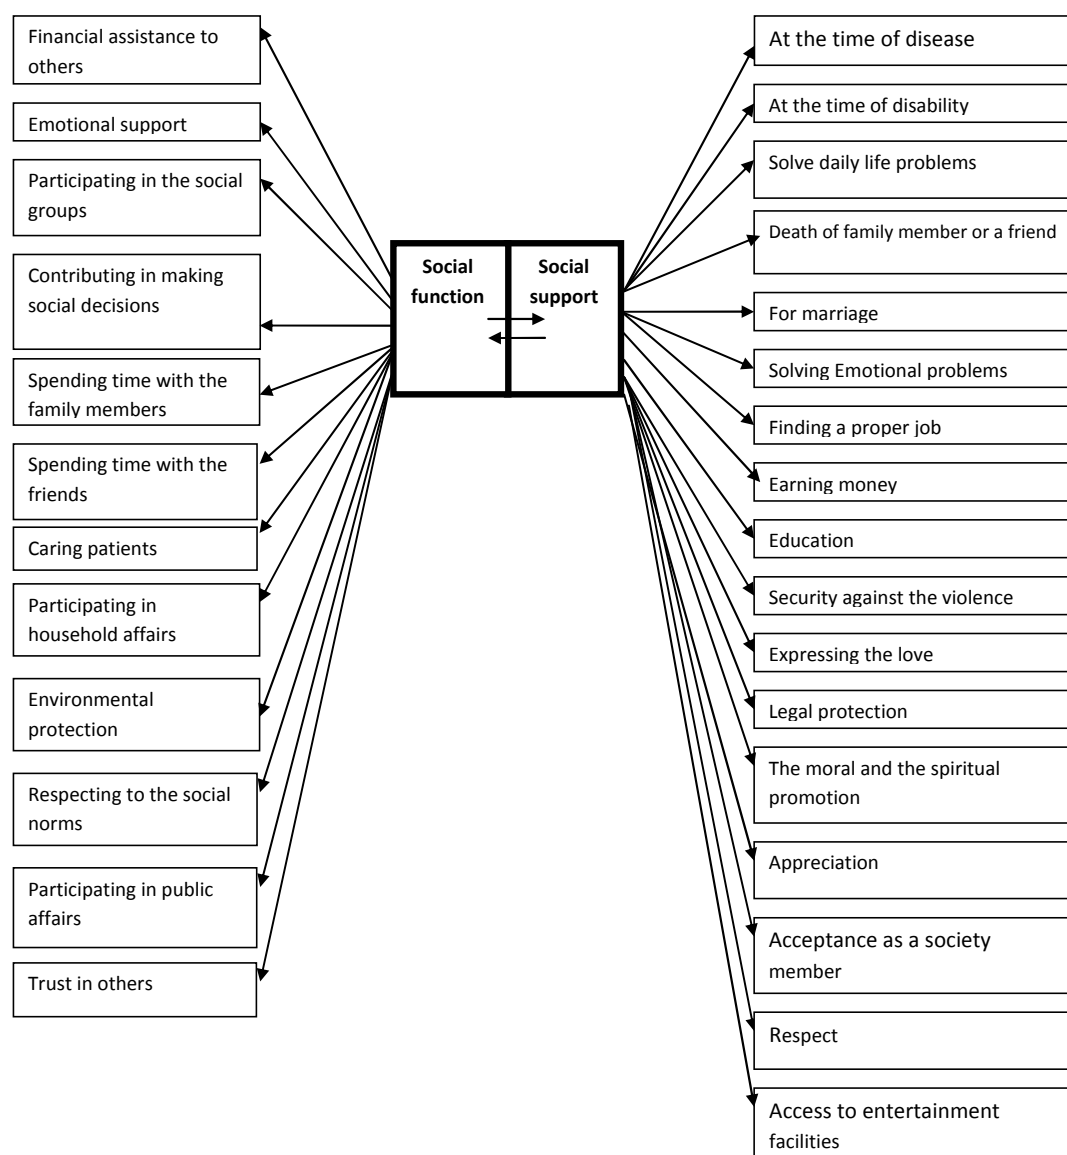 Financial assistance to
others
Emotional support
Participating in the social
groups
Contributing in making
social decisions
Spending time with the
family members
Spending time with the
friends
Caring patients
Participating in
household affairs
Environmental
protection
Respecting to the social
norms
Participating in public
affairs
Trust in others
Social
function
Social
support
At the time of disease
At the time of disability
Solve daily life problems
Death of family member or a friend
For marriage
Solving Emotional problems
Finding a proper job
Earning money
Education
Security against the violence
Expressing the love
Legal protection
The moral and the spiritual
promotion
Appreciation
Acceptance as a society
member
Respect
Access to entertainment
facilities